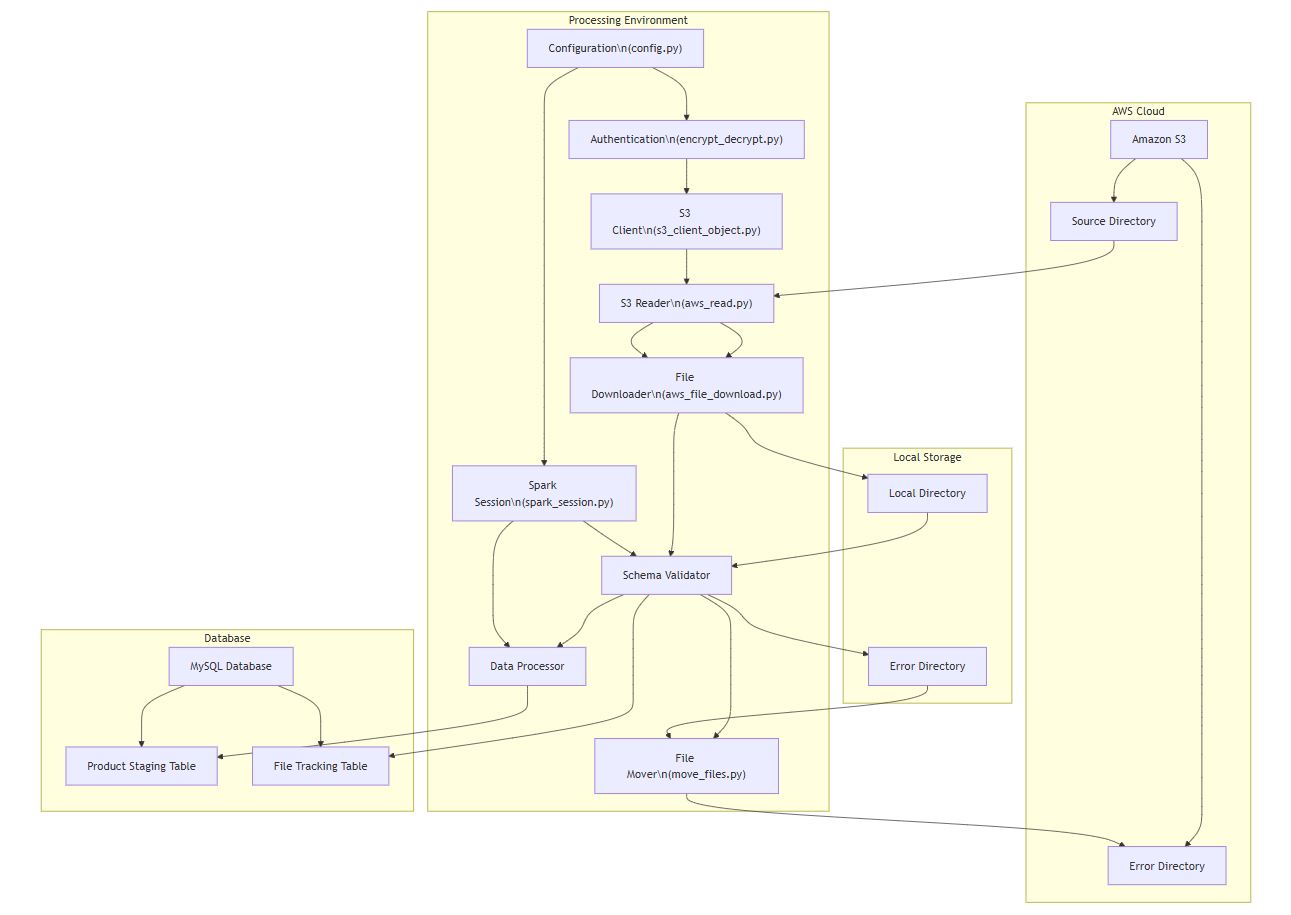 Processing Environment
Configuration\n(config.py)
AWS Cloud
Amazon S3
Authentication\n(encrypt_decrypt.py)
S3
Client\n(s3_client_object.py)
Source Directory
S3 Reader\n(aws_read.py)
File
Downloader\n(aws_file_download.py)
Local Storage
Local Directory
Spark
Session\n(spark_session.py)
Schema Validator
Database
MySQL Database
Data Processor
Error Directory
Product Staging Table
File Tracking Table
File
Mover\n(move_files.py)
Error Directory